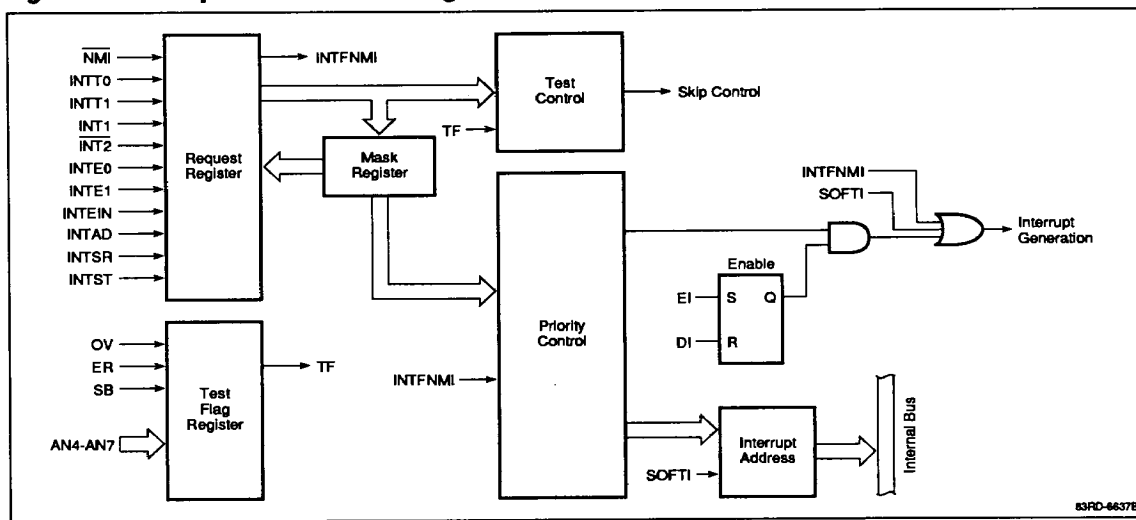 NMI
INTT0
INTT1
INT1
INT2
INTE0
INTE1
INTEIN
INTAD
INTSR
INTST
Request
Register
INTFNMI
Mask
Register
TF
Test
Control
Skip Control
OV
ER
SB
AN4-AN7
Test
Flag
Register
TF
INTFNMI
Priority
Control
Enable
EI
S
Q
DI
R
INTFNMI
SOFTI
Interrupt
Generation
SOFTI
Interrupt
Address
Internal Bus
83RD-6637B